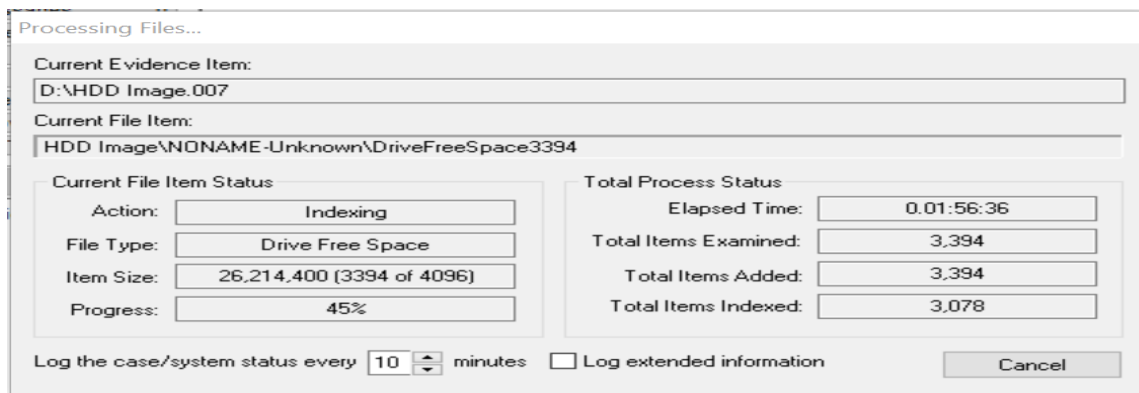 Processing Files...
Current Evidence Item:
D:\HDD Image.007
Current File Item:
HDD Image\NONAME-Unknown\DriveFreeSpace3394
Current File Item Status
Action: Indexing
File Type: Drive Free Space
Item Size: 26,214,400 (3394 of 4096)
Progress: 45%
Total Process Status
Elapsed Time: 0.01:56:36
Total Items Examined: 3,394
Total Items Added: 3,394
Total Items Indexed: 3,078
Log the case/system status every 10 minutes Log extended information Cancel